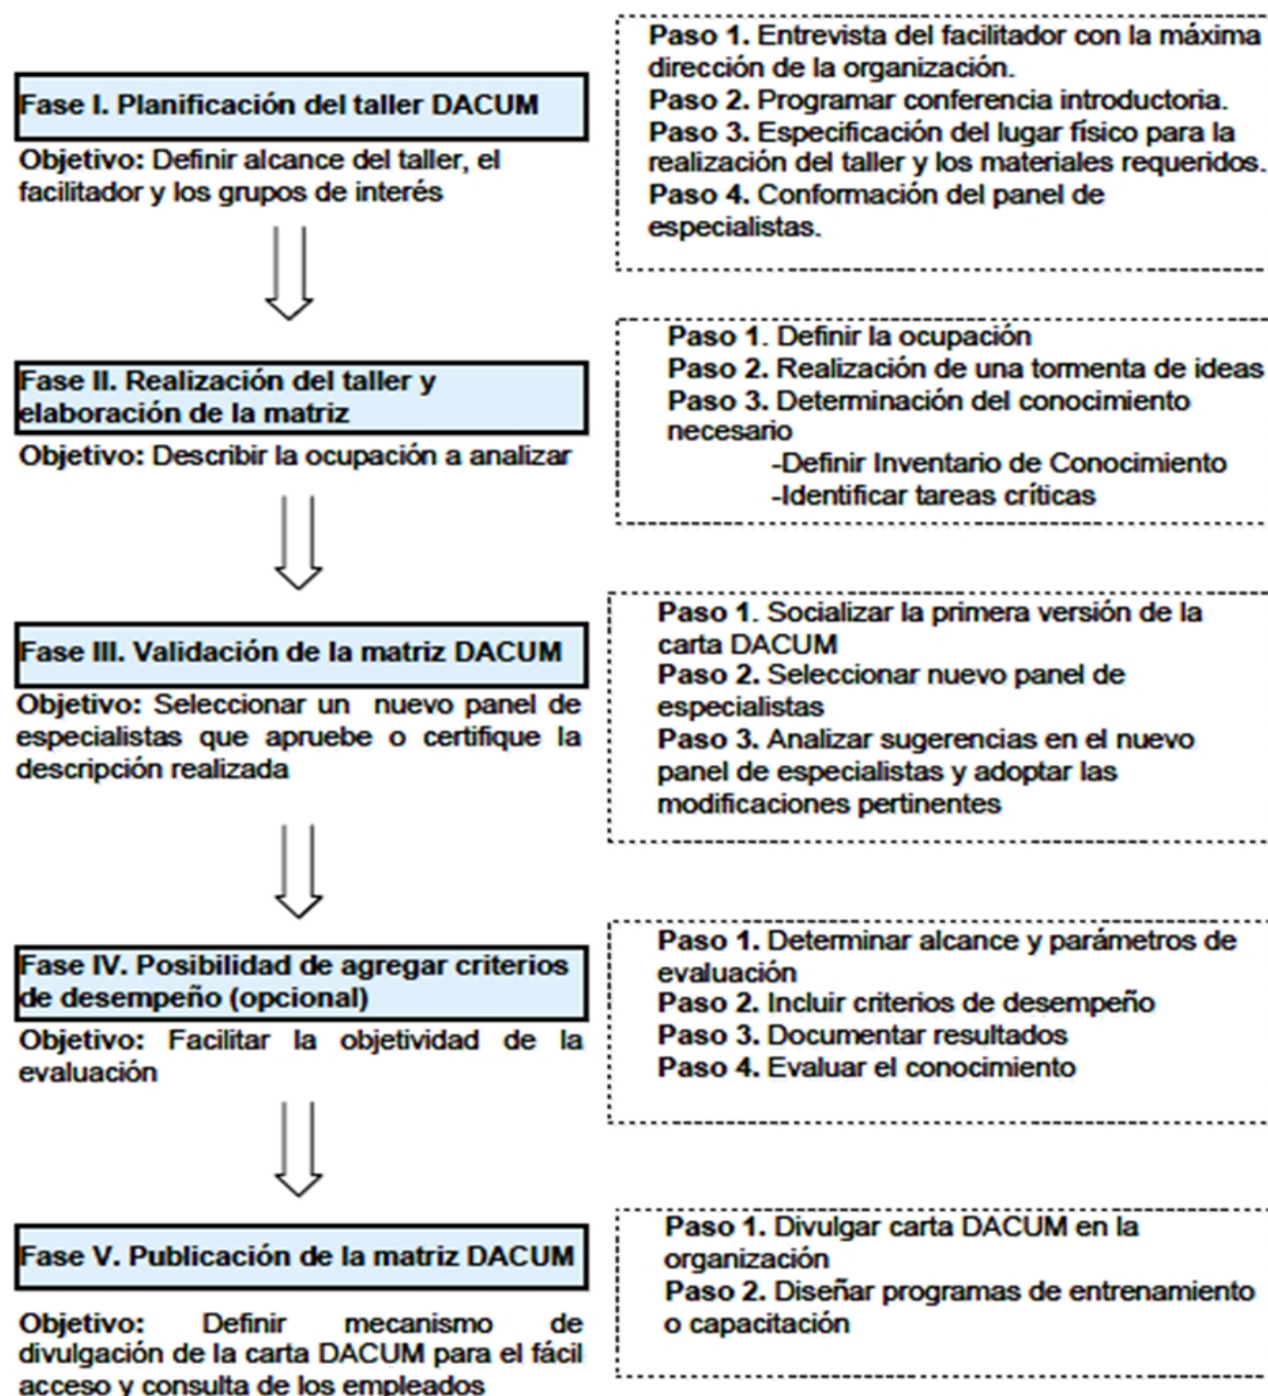 Fase I. Planificación del taller DACUM
Objetivo: Definir alcance del taller, el
facilitador y los grupos de interés
Paso 1. Entrevista del facilitador con la máxima
dirección de la organización.
Paso 2. Programar conferencia introductoria.
Paso 3. Especificación del lugar físico para la
realización del taller y los materiales requeridos.
Paso 4. Conformación del panel de
especialistas.
Fase II. Realización del taller y
elaboración de la matriz
Objetivo: Describir la ocupación a analizar
Paso 1. Definir la ocupación
Paso 2. Realización de una tormenta de ideas
Paso 3. Determinación del conocimiento
necesario
-Definir Inventario de Conocimiento
-Identificar tareas críticas
Fase III. Validación de la matriz DACUM
Objetivo: Seleccionar un nuevo panel de
especialistas que apruebe o certifique la
descripción realizada
Paso 1. Socializar la primera versión de la
carta DACUM
Paso 2. Seleccionar nuevo panel de
especialistas
Paso 3. Analizar sugerencias en el nuevo
panel de especialistas y adoptar las
modificaciones pertinentes
Fase IV. Posibilidad de agregar criterios
de desempeño (opcional)
Objetivo: Facilitar la objetividad de la
evaluación
Paso 1. Determinar alcance y parámetros de
evaluación
Paso 2. Incluir criterios de desempeño
Paso 3. Documentar resultados
Paso 4. Evaluar el conocimiento
Fase V. Publicación de la matriz DACUM
Objetivo: Definir mecanismo de
divulgación de la carta DACUM para el fácil
acceso y consulta de los empleados
Paso 1. Divulgar carta DACUM en la
organización
Paso 2. Diseñar programas de entrenamiento
o capacitación